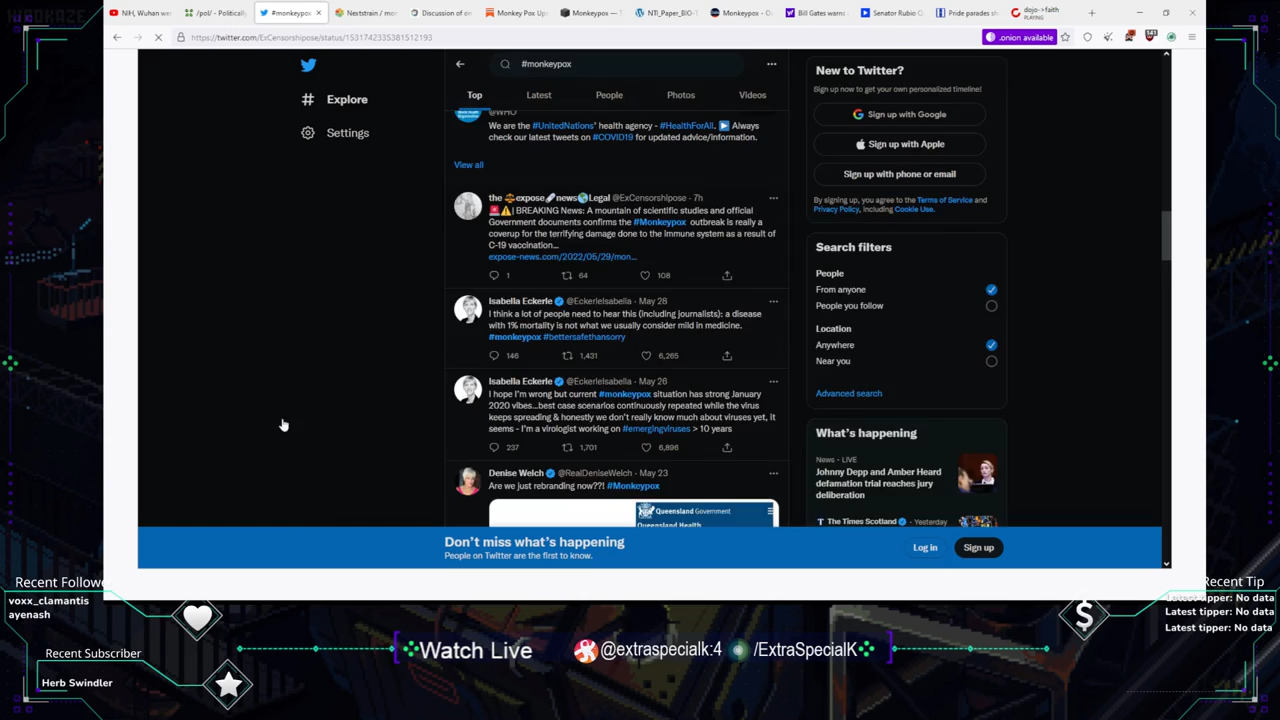 NIH, Wuhan we
/pol/ - Politicall
#monkeypox
Nextstrain / mo
Discussion of
Monkey Pox Up
Monkeypox —
NTI_Paper_BIO-T
Monkeypox - O
Bill Gates warns
Senator Rubio C
Pride parades sh
dojo->faith
PLAYING
https://twitter.com/ExCensorshipose/status/1531742335381512193
.onion available
141
Explore
Settings
#monkeypox
Top
Latest
People
Photos
Videos
@WHO
We are the #UnitedNations' health agency - #HealthForAll. ▶ Always
check our latest tweets on #COVID19 for updated advice/information.
View all
the expose news Legal @ExCensorshipose · 7h
🚨⚠️| BREAKING News: A mountain of scientific studies and official
Government documents confirms the #Monkeypox outbreak is really a
coverup for the terrifying damage done to the immune system as a result of
C-19 vaccination...
expose-news.com/2022/05/29/mon...
1
64
108
Isabella Eckerle @EckerleIsabella · May 28
I think a lot of people need to hear this (including journalists): a disease
with 1% mortality is not what we usually consider mild in medicine.
#monkeypox #bettersafethansorry
146
1,431
6,265
Isabella Eckerle @EckerleIsabella · May 26
I hope I'm wrong but current #monkeypox situation has strong January
2020 vibes...best case scenarios continuously repeated while the virus
keeps spreading & honestly we don't really know much about viruses yet, it
seems - I'm a virologist working on #emergingviruses > 10 years
237
1,701
6,896
Denise Welch @RealDeniseWelch · May 23
Are we just rebranding now??! #Monkeypox
Queensland Government
Queensland Health
New to Twitter?
Sign up now to get your own personalized timeline!
Sign up with Google
Sign up with Apple
Sign up with phone or email
By signing up, you agree to the Terms of Service and
Privacy Policy, including Cookie Use.
Search filters
People
From anyone
People you follow
Location
Anywhere
Near you
Advanced search
What's happening
News · LIVE
Johnny Depp and Amber Heard
defamation trial reaches jury
deliberation
The Times Scotland · Yesterday
Don't miss what's happening
People on Twitter are the first to know.
Log in
Sign up
Recent Followe
voxx_clamantis
ayenash
Recent Subscriber
Herb Swindler
Watch Live
@extraspecialk:4
/ExtraSpecialK
Recent Tip
Latest tipper: No data
Latest tipper: No data
Latest tipper: No data